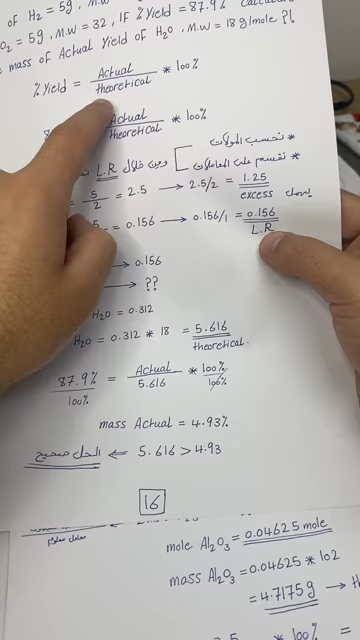 of H₂ = 5g, M.W
O₂ = 5g, M.W = 32, IF %Yield = 87.9%
mass of Actual Yield of H₂O, M.W = 18 g/mole ?!
% Yield = Actual / theoretical * 100%
Actual / theoretical * 100%
* نحسب المولات
ومن خلال L.R
* نقسم على المعاملات
5/2 = 2.5 → 2.5/2 = 1.25 excess
= 0.156 → 0.156/1 = 0.156 L.R
→ 0.156
→ ??
H₂O = 0.312
H₂O = 0.312 * 18 = 5.616 theoretical
87.9% / 100% = Actual / 5.616 * 100% / 100%
mass Actual = 4.93%
الحل صحيح ⇐ 5.616 > 4.93
16
mole Al₂O₃ = 0.04625 mole
mass Al₂O₃ = 0.04625 * 102
= 4.7175g →
* 100% =